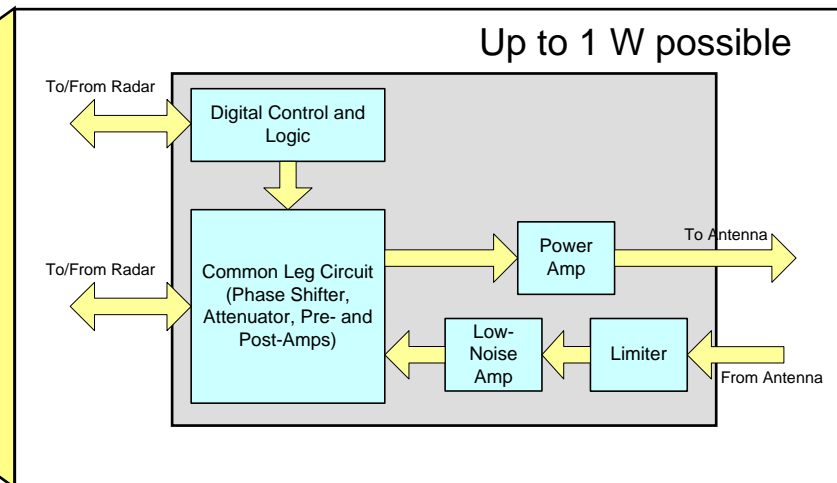 Up to 1 W possible
To/From Radar
Digital Control and
Logic
To/From Radar
Common Leg Circuit
(Phase Shifter,
Attenuator, Pre- and
Post-Amps)
Power
Amp
To Antenna
Low-
Noise
Amp
Limiter
From Antenna